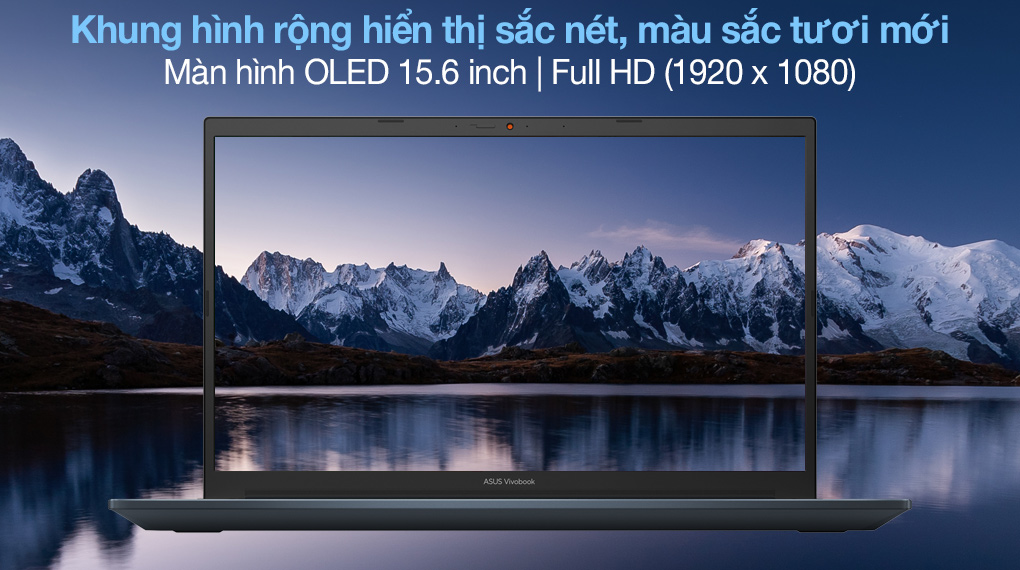 Khung hình rộng hiển thị sắc nét, màu sắc tươi mới
Màn hình OLED 15.6 inch | Full HD (1920 x 1080)
ASUS Vivobook